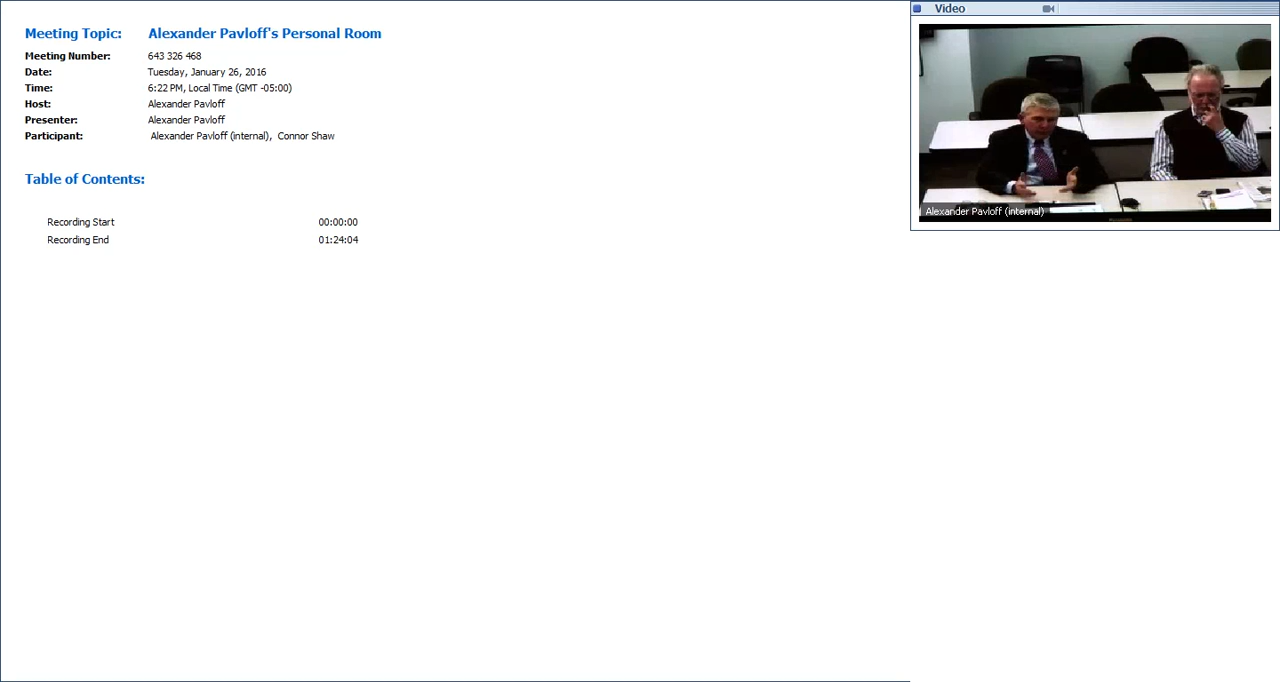 Meeting Topic: Alexander Pavloff's Personal Room
Meeting Number: 643 326 468
Date: Tuesday, January 26, 2016
Time: 6:22 PM, Local Time (GMT -05:00)
Host: Alexander Pavloff
Presenter: Alexander Pavloff
Participant: Alexander Pavloff (internal), Connor Shaw
Table of Contents:
Recording Start 00:00:00
Recording End 01:24:04
Video
Alexander Pavloff (internal)